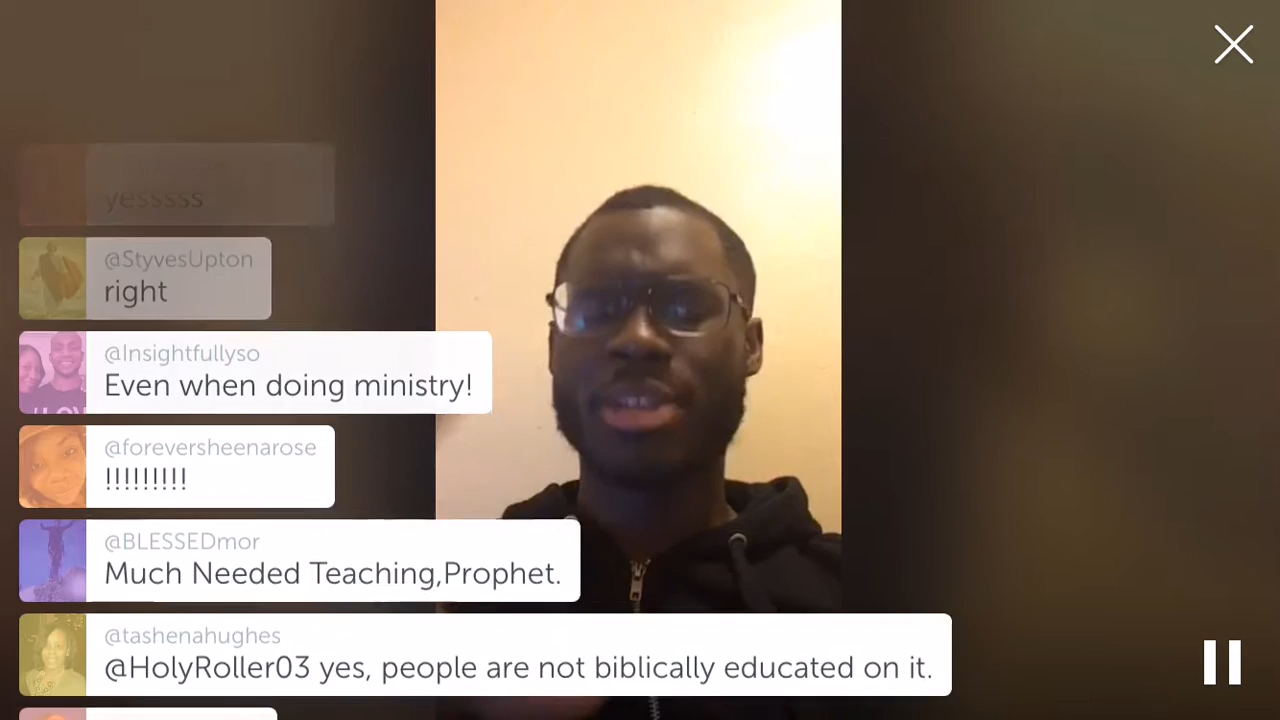 yesssss
@StyvesUpton
right
@Insightfullyso
Even when doing ministry!
@foreversheenarose
!!!!!!!!!
@BLESSEDmor
Much Needed Teaching,Prophet.
@tashenahughes
@HolyRoller03 yes, people are not biblically educated on it.